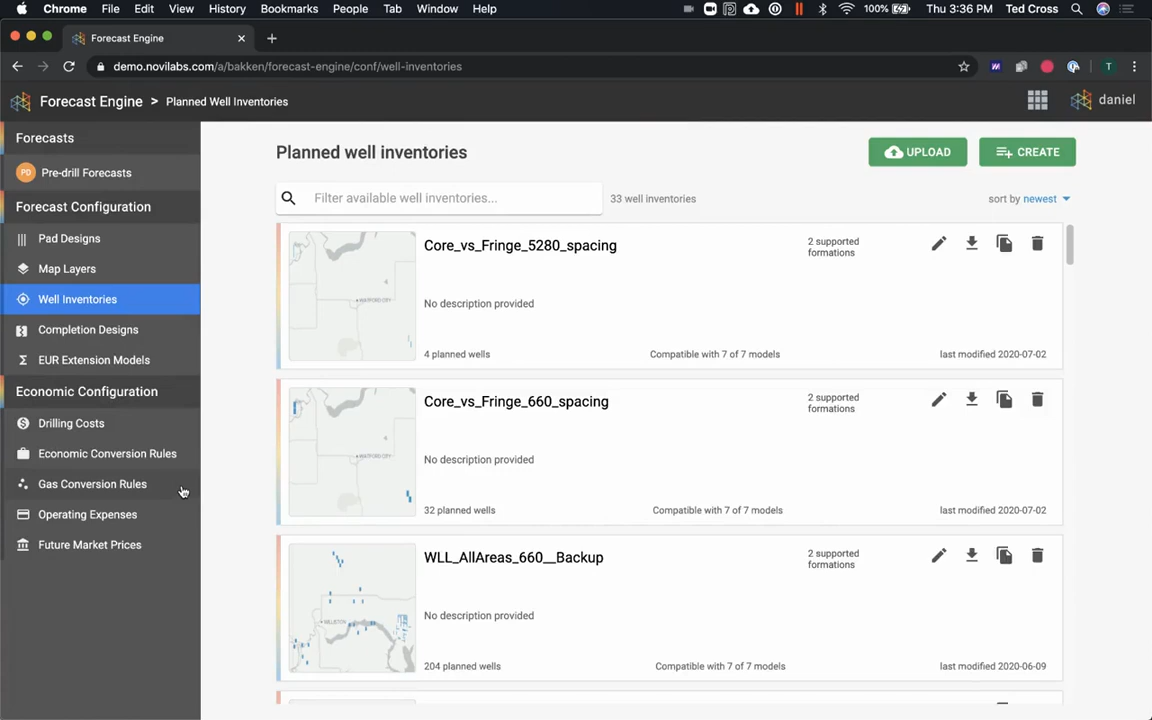 Chrome File Edit View History Bookmarks People Tab Window Help 100% Thu 3:36 PM Ted Cross
Forecast Engine
demo.novilabs.com/a/bakken/forecast-engine/conf/well-inventories T
Forecast Engine > Planned Well Inventories daniel
Forecasts
PD Pre-drill Forecasts
Forecast Configuration
Pad Designs
Map Layers
Well Inventories
Completion Designs
EUR Extension Models
Economic Configuration
Drilling Costs
Economic Conversion Rules
Gas Conversion Rules
Operating Expenses
Future Market Prices
Planned well inventories
UPLOAD
CREATE
Filter available well inventories...
33 well inventories
sort by newest
Core_vs_Fringe_5280_spacing
2 supported
formations
No description provided
WATFORD CITY
4 planned wells
Compatible with 7 of 7 models
last modified 2020-07-02
Core_vs_Fringe_660_spacing
2 supported
formations
No description provided
WATFORD CITY
32 planned wells
Compatible with 7 of 7 models
last modified 2020-07-02
WLL_AllAreas_660__Backup
2 supported
formations
No description provided
WILLISTON
204 planned wells
Compatible with 7 of 7 models
last modified 2020-06-09